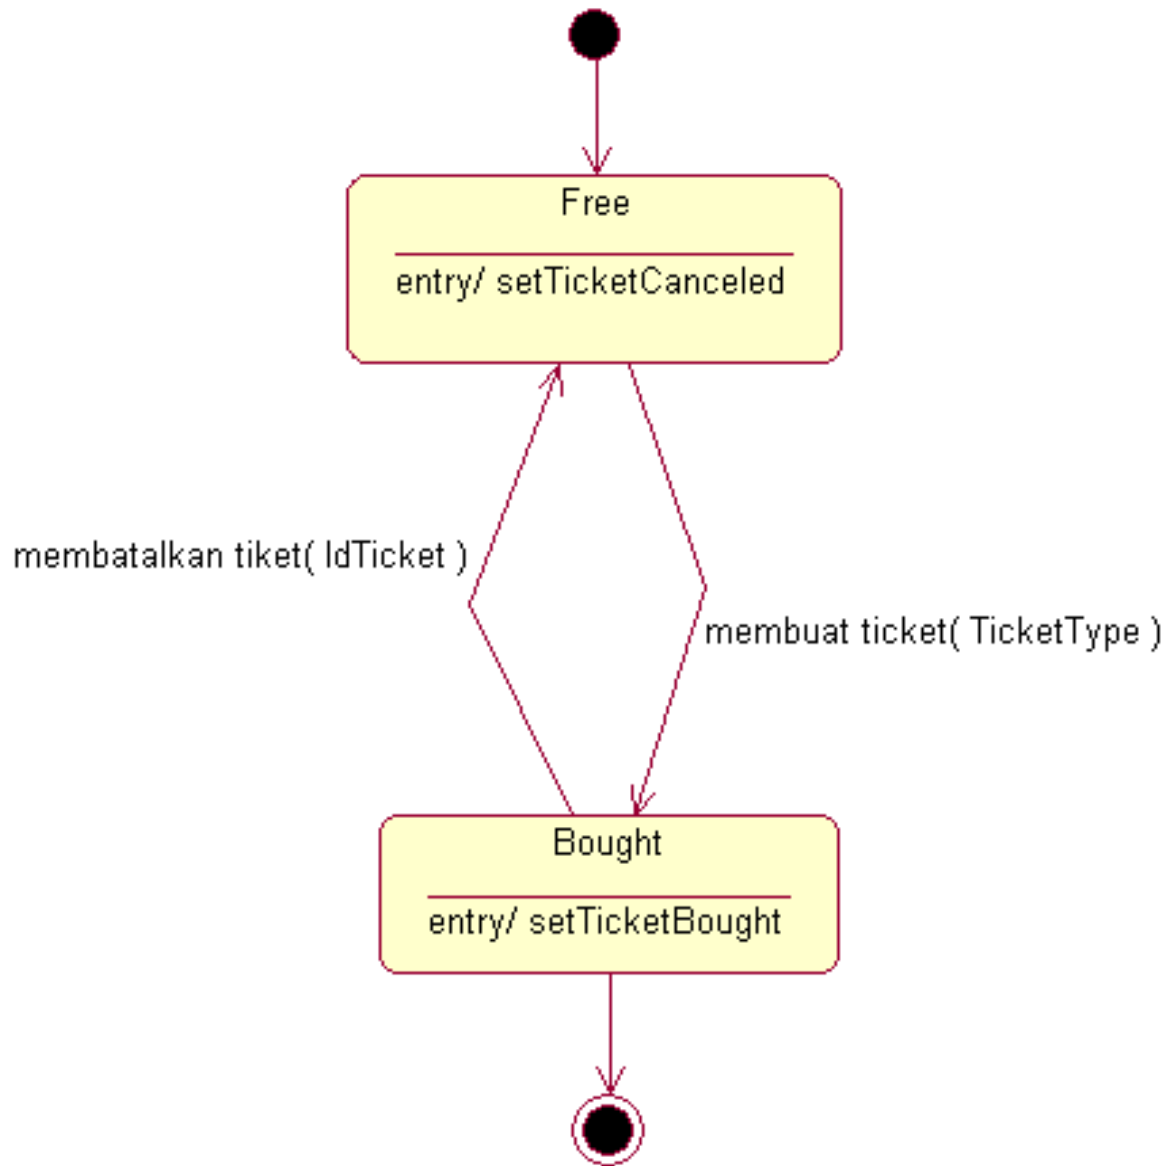 Free
entry/ setTicketCanceled
membatalkan tiket( IdTicket )
membuat ticket( TicketType )
Bought
entry/ setTicketBought